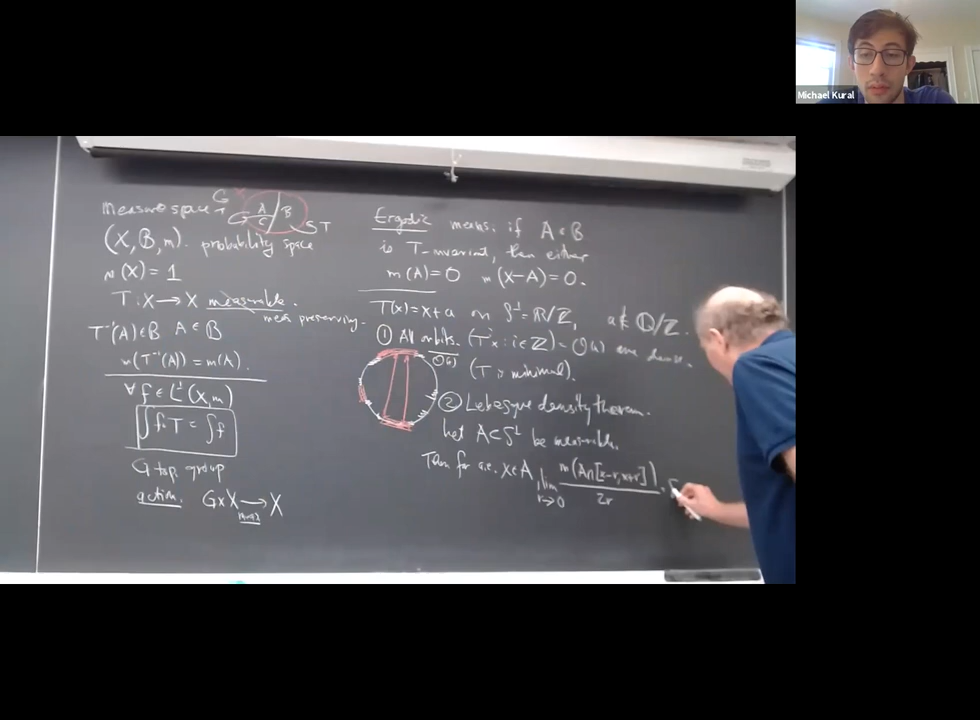 Michael Kural
measure space
G
A
B
C
G
T
(X, B, m). probability space
m(X) = 1
T: X → X measurable.
meas preserving.
T⁻¹(A) ∈ B A ∈ B
m(T⁻¹(A)) = m(A).
∀ f ∈ L¹(X, m)
∫ f∘T = ∫ f
G top. group
action. G × X → X
Ergodic means: if A ∈ B
is T-invariant, then either
m(A) = 0 m(X − A) = 0.
T(x) = x + a on S¹ = ℝ/ℤ, a ∉ ℚ/ℤ.
① All orbits (Tⁱx : i ∈ ℤ) = O(x) are dense.
O(x)
(T is minimal).
② Lebesgue density theorem.
Let A ⊂ S¹ be measurable.
Then for a.e. x ∈ A, lim r→0 m(A ∩ [x−r, x+r]) / 2r